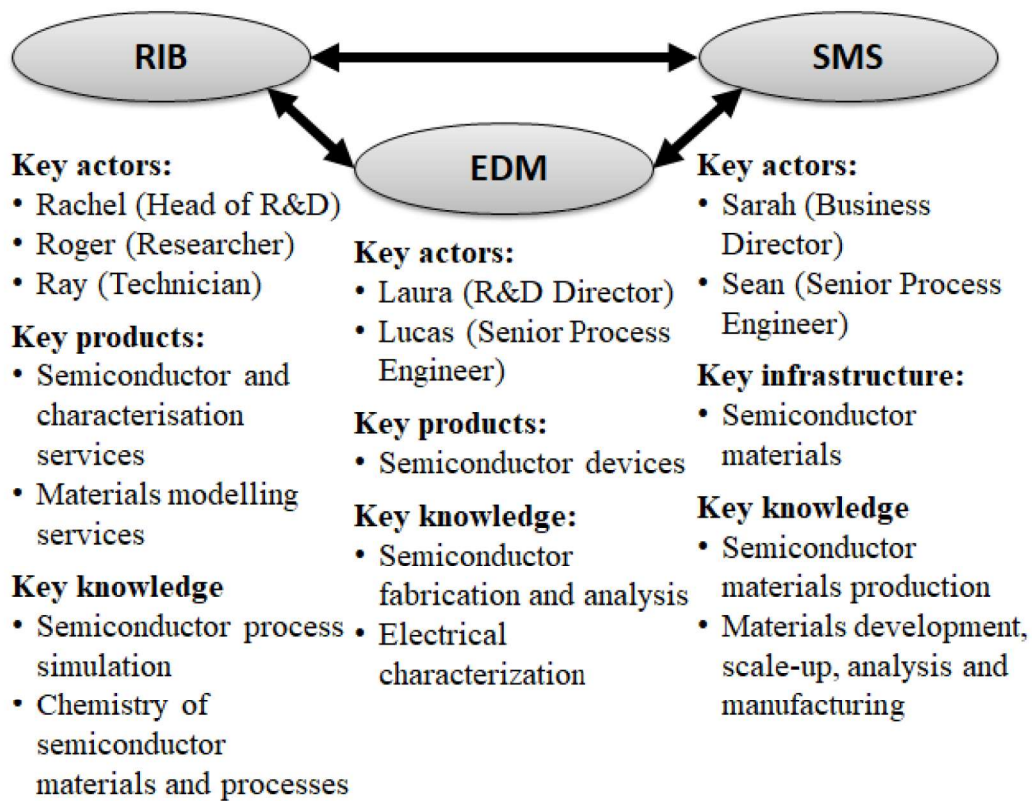 RIB
SMS
EDM
Key actors:
• Rachel (Head of R&D)
• Roger (Researcher)
• Ray (Technician)
Key products:
• Semiconductor and
characterisation
services
• Materials modelling
services
Key knowledge
• Semiconductor process
simulation
• Chemistry of
semiconductor
materials and processes
Key actors:
• Laura (R&D Director)
• Lucas (Senior Process
Engineer)
Key products:
• Semiconductor devices
Key knowledge:
• Semiconductor
fabrication and analysis
• Electrical
characterization
Key actors:
• Sarah (Business
Director)
• Sean (Senior Process
Engineer)
Key infrastructure:
• Semiconductor
materials
Key knowledge
• Semiconductor
materials production
• Materials development,
scale-up, analysis and
manufacturing